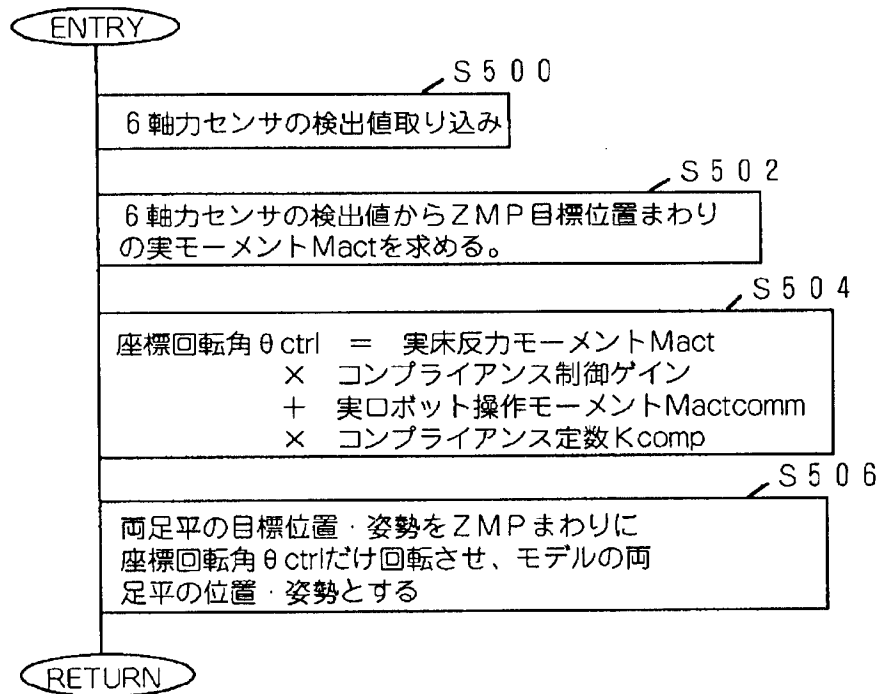 ENTRY
S500
6軸力センサの検出値取り込み
S502
6軸力センサの検出値からZMP目標位置まわり
の実モーメントMactを求める。
S504
座標回転角θctrl ＝ 実床反力モーメントMact
× コンプライアンス制御ゲイン
＋ 実ロボット操作モーメントMactcomm
× コンプライアンス定数Kcomp
S506
両足平の目標位置・姿勢をZMPまわりに
座標回転角θctrlだけ回転させ、モデルの両
足平の位置・姿勢とする
RETURN